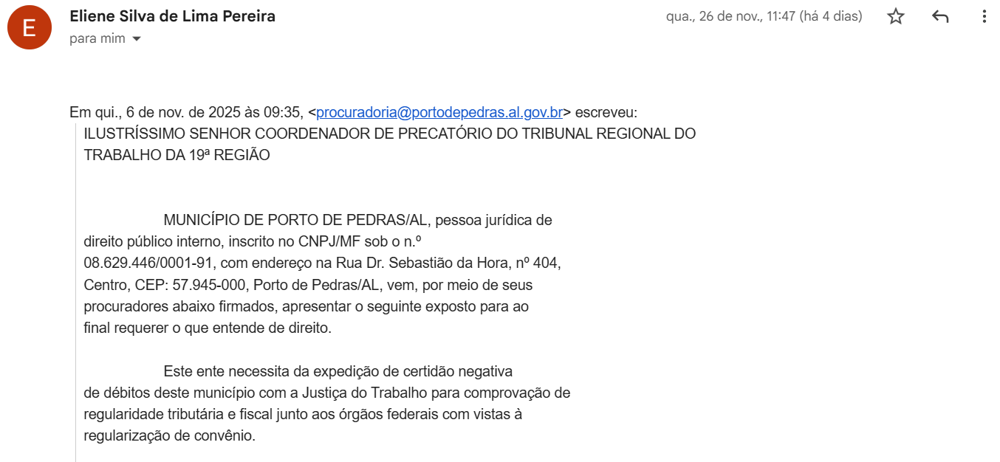 E
Eliene Silva de Lima Pereira
qua., 26 de nov., 11:47 (há 4 dias)
para mim
Em qui., 6 de nov. de 2025 às 09:35, <procuradoria@portodepedras.al.gov.br> escreveu:
ILUSTRÍSSIMO SENHOR COORDENADOR DE PRECATÓRIO DO TRIBUNAL REGIONAL DO
TRABALHO DA 19ª REGIÃO
MUNICÍPIO DE PORTO DE PEDRAS/AL, pessoa jurídica de
direito público interno, inscrito no CNPJ/MF sob o n.º
08.629.446/0001-91, com endereço na Rua Dr. Sebastião da Hora, nº 404,
Centro, CEP: 57.945-000, Porto de Pedras/AL, vem, por meio de seus
procuradores abaixo firmados, apresentar o seguinte exposto para ao
final requerer o que entende de direito.
Este ente necessita da expedição de certidão negativa
de débitos deste município com a Justiça do Trabalho para comprovação de
regularidade tributária e fiscal junto aos órgãos federais com vistas à
regularização de convênio.